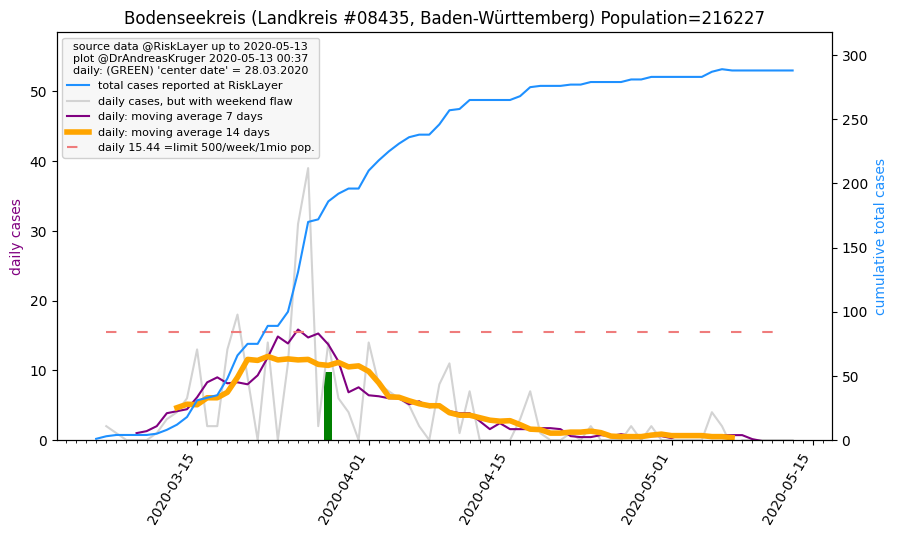 Bodenseekreis (Landkreis #08435, Baden-Württemberg) Population=216227
source data @RiskLayer up to 2020-05-13
plot @DrAndreasKruger 2020-05-13 00:37
daily: (GREEN) 'center date' = 28.03.2020
total cases reported at RiskLayer
daily cases, but with weekend flaw
daily: moving average 7 days
daily: moving average 14 days
daily 15.44 =limit 500/week/1mio pop.
daily cases
0
10
20
30
40
50
cumulative total cases
0
50
100
150
200
250
300
2020-03-15
2020-04-01
2020-04-15
2020-05-01
2020-05-15